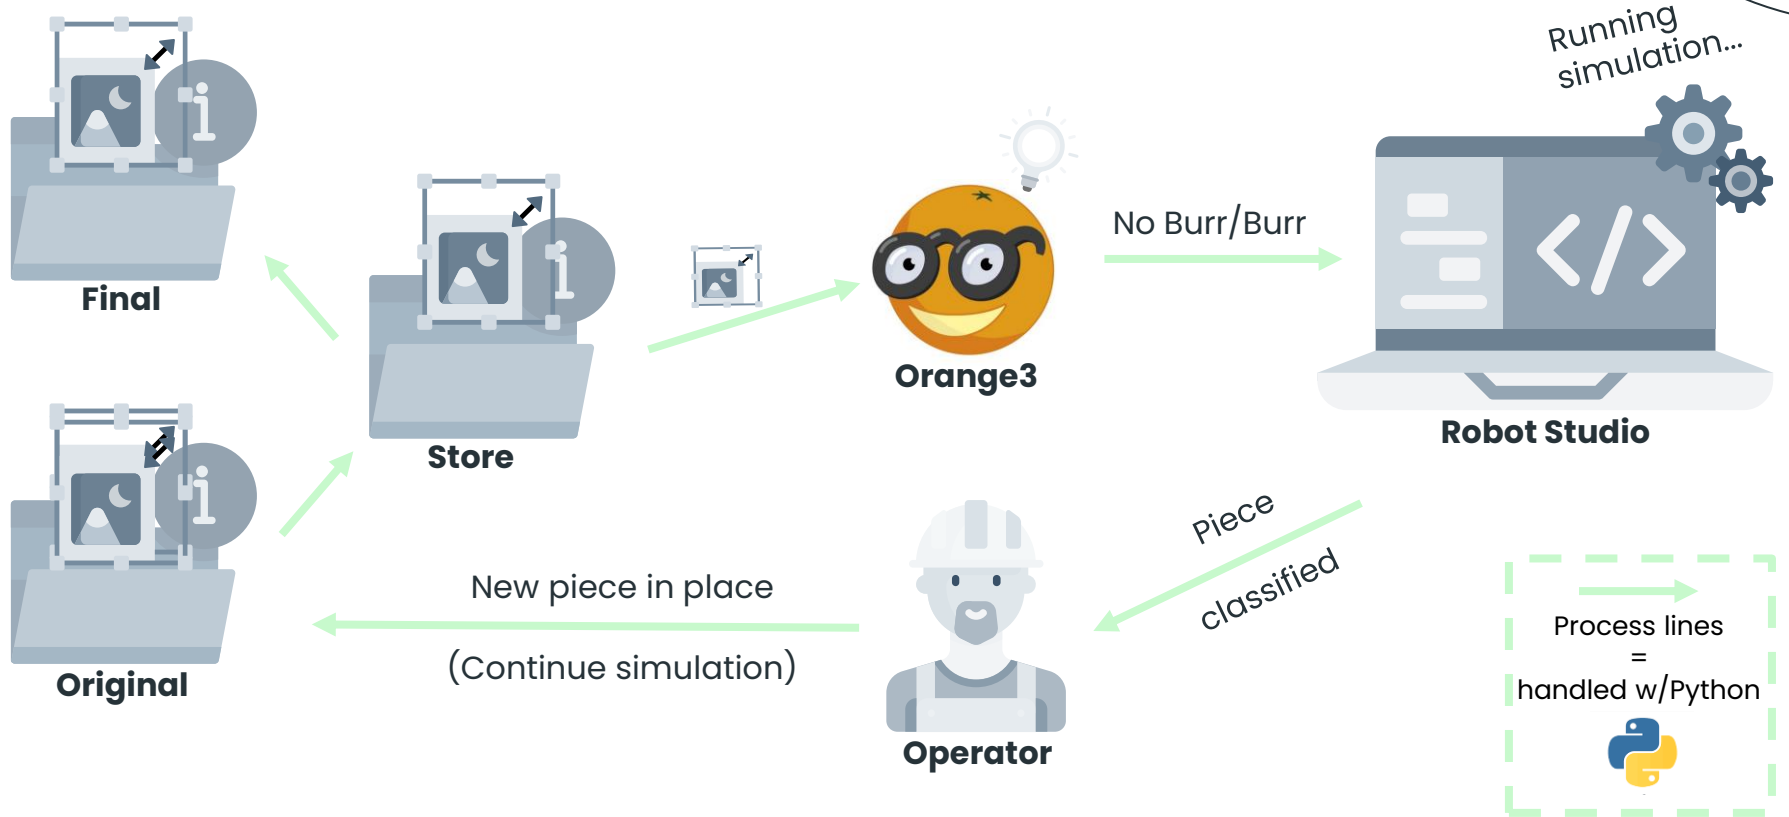 Running
simulation...
Final
No Burr/Burr
Orange3
Robot Studio
Store
Original
New piece in place
(Continue simulation)
Piece
classified
Operator
Process lines
=
handled w/Python